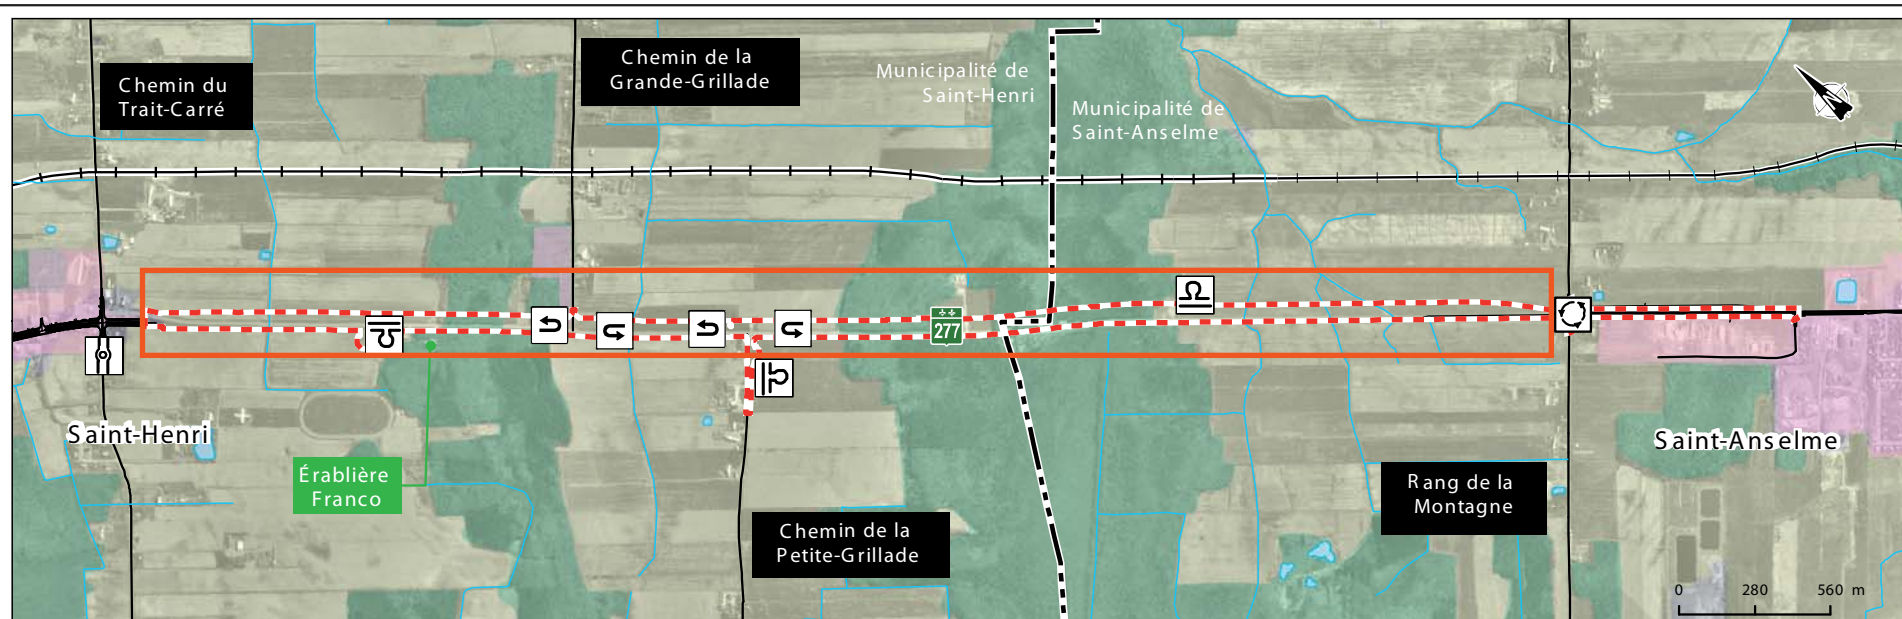 Chemin du
Trait-Carré
Chemin de la
Grande-Grillade
Municipalité de
Saint-Henri
Municipalité de
Saint-Anselme
277
Saint-Henri
Érablière
Franco
Chemin de la
Petite-Grillade
Rang de la
Montagne
Saint-Anselme
0 280 560 m